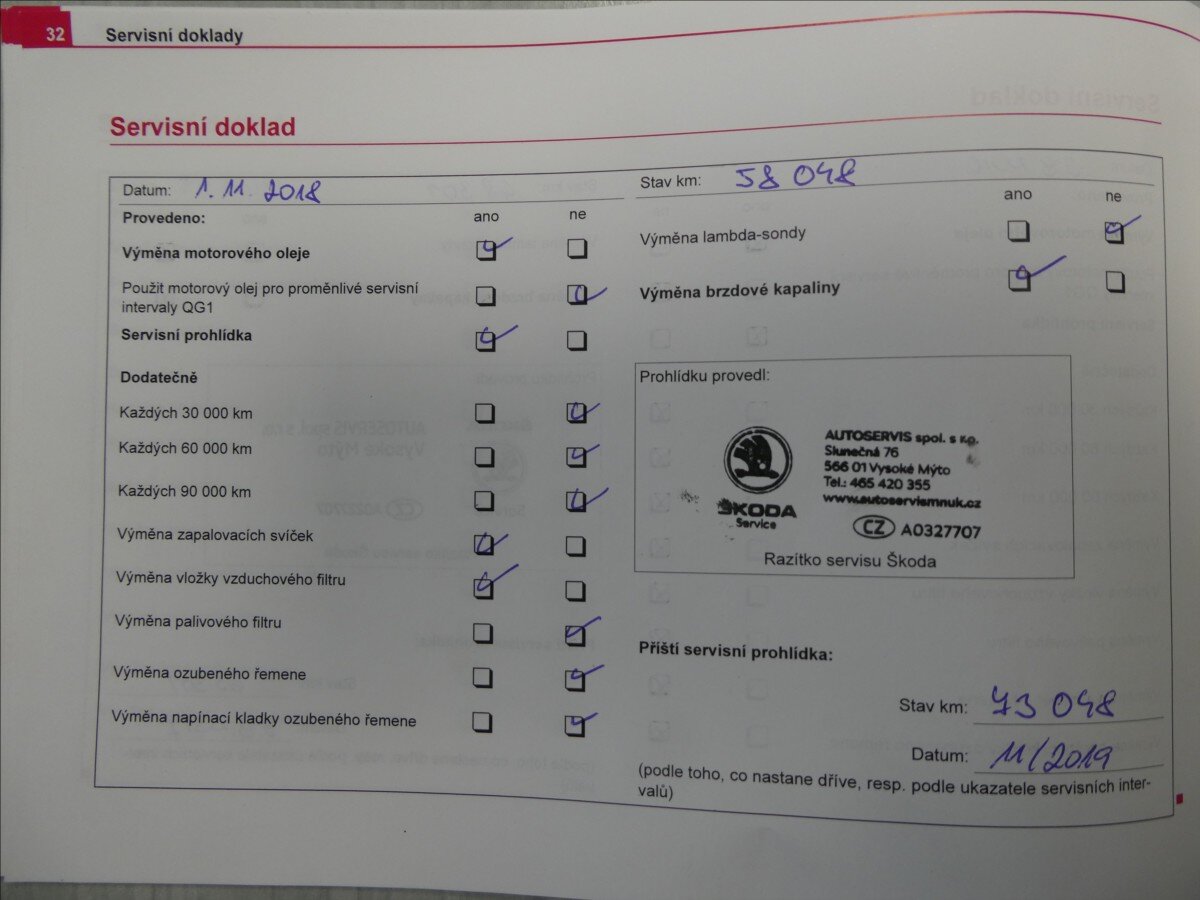 32 Servisní doklady
Servisní doklad
Datum: 1. 11. 2018
Provedeno: ano ne
Výměna motorového oleje
Použit motorový olej pro proměnlivé servisní
intervaly QG1
Servisní prohlídka
Dodatečně
Každých 30 000 km
Každých 60 000 km
Každých 90 000 km
Výměna zapalovacích svíček
Výměna vložky vzduchového filtru
Výměna palivového filtru
Výměna ozubeného řemene
Výměna napínací kladky ozubeného řemene
Stav km: 58 048
ano ne
Výměna lambda-sondy
Výměna brzdové kapaliny
Prohlídku provedl:
ŠKODA
Service
AUTOSERVIS spol. s r.o.
Slunečná 76
566 01 Vysoké Mýto
Tel.: 465 420 355
www.autoservismnuk.cz
CZ A0327707
Razítko servisu Škoda
Příští servisní prohlídka:
Stav km: 73 048
Datum: 11/2019
(podle toho, co nastane dříve, resp. podle ukazatele servisních inter-
valů)